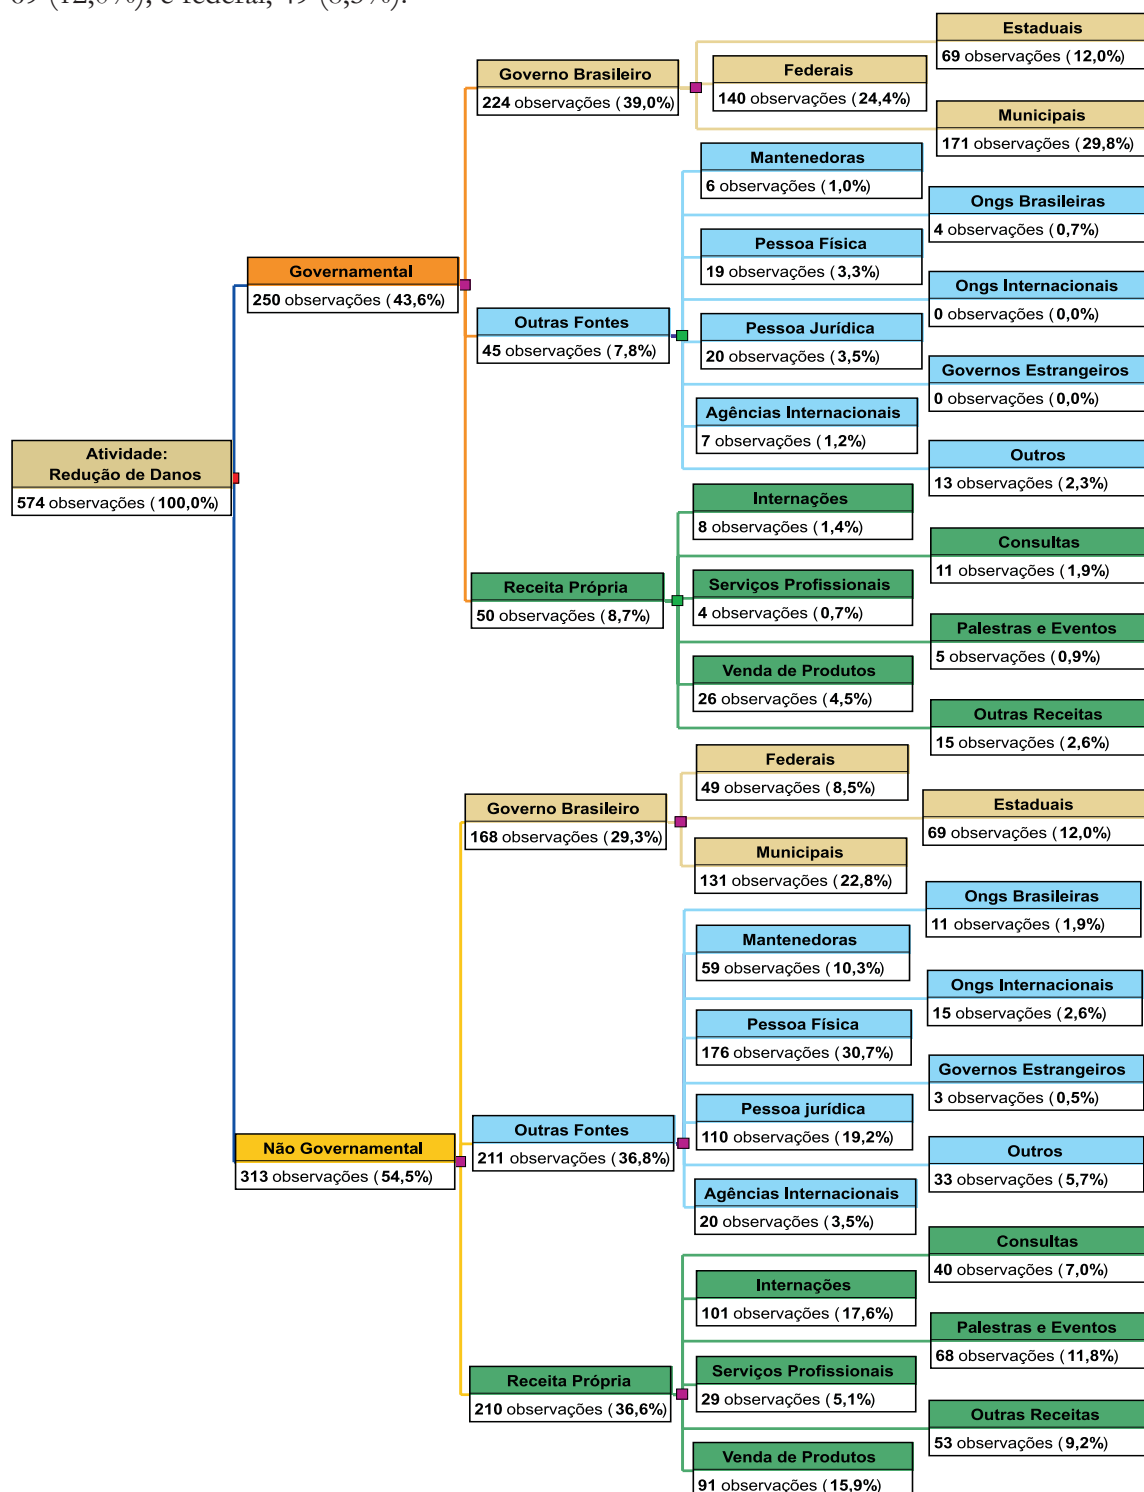 69 (12,0%), e federal, 49 (8,5%).
Estaduais
69 observações (12,0%)
Governo Brasileiro
224 observações (39,0%)
Federais
140 observações (24,4%)
Municipais
171 observações (29,8%)
Mantenedoras
6 observações (1,0%)
Ongs Brasileiras
4 observações (0,7%)
Pessoa Física
19 observações (3,3%)
Governamental
250 observações (43,6%)
Ongs Internacionais
0 observações (0,0%)
Outras Fontes
45 observações (7,8%)
Pessoa Jurídica
20 observações (3,5%)
Governos Estrangeiros
0 observações (0,0%)
Agências Internacionais
7 observações (1,2%)
Atividade:
Redução de Danos
574 observações (100,0%)
Outros
13 observações (2,3%)
Internações
8 observações (1,4%)
Consultas
11 observações (1,9%)
Receita Própria
50 observações (8,7%)
Serviços Profissionais
4 observações (0,7%)
Palestras e Eventos
5 observações (0,9%)
Venda de Produtos
26 observações (4,5%)
Outras Receitas
15 observações (2,6%)
Federais
49 observações (8,5%)
Governo Brasileiro
168 observações (29,3%)
Estaduais
69 observações (12,0%)
Municipais
131 observações (22,8%)
Ongs Brasileiras
11 observações (1,9%)
Mantenedoras
59 observações (10,3%)
Ongs Internacionais
15 observações (2,6%)
Pessoa Física
176 observações (30,7%)
Governos Estrangeiros
3 observações (0,5%)
Pessoa jurídica
110 observações (19,2%)
Outras Fontes
211 observações (36,8%)
Não Governamental
313 observações (54,5%)
Outros
33 observações (5,7%)
Agências Internacionais
20 observações (3,5%)
Consultas
40 observações (7,0%)
Internações
101 observações (17,6%)
Palestras e Eventos
68 observações (11,8%)
Serviços Profissionais
29 observações (5,1%)
Receita Própria
210 observações (36,6%)
Outras Receitas
53 observações (9,2%)
Venda de Produtos
91 observações (15,9%)